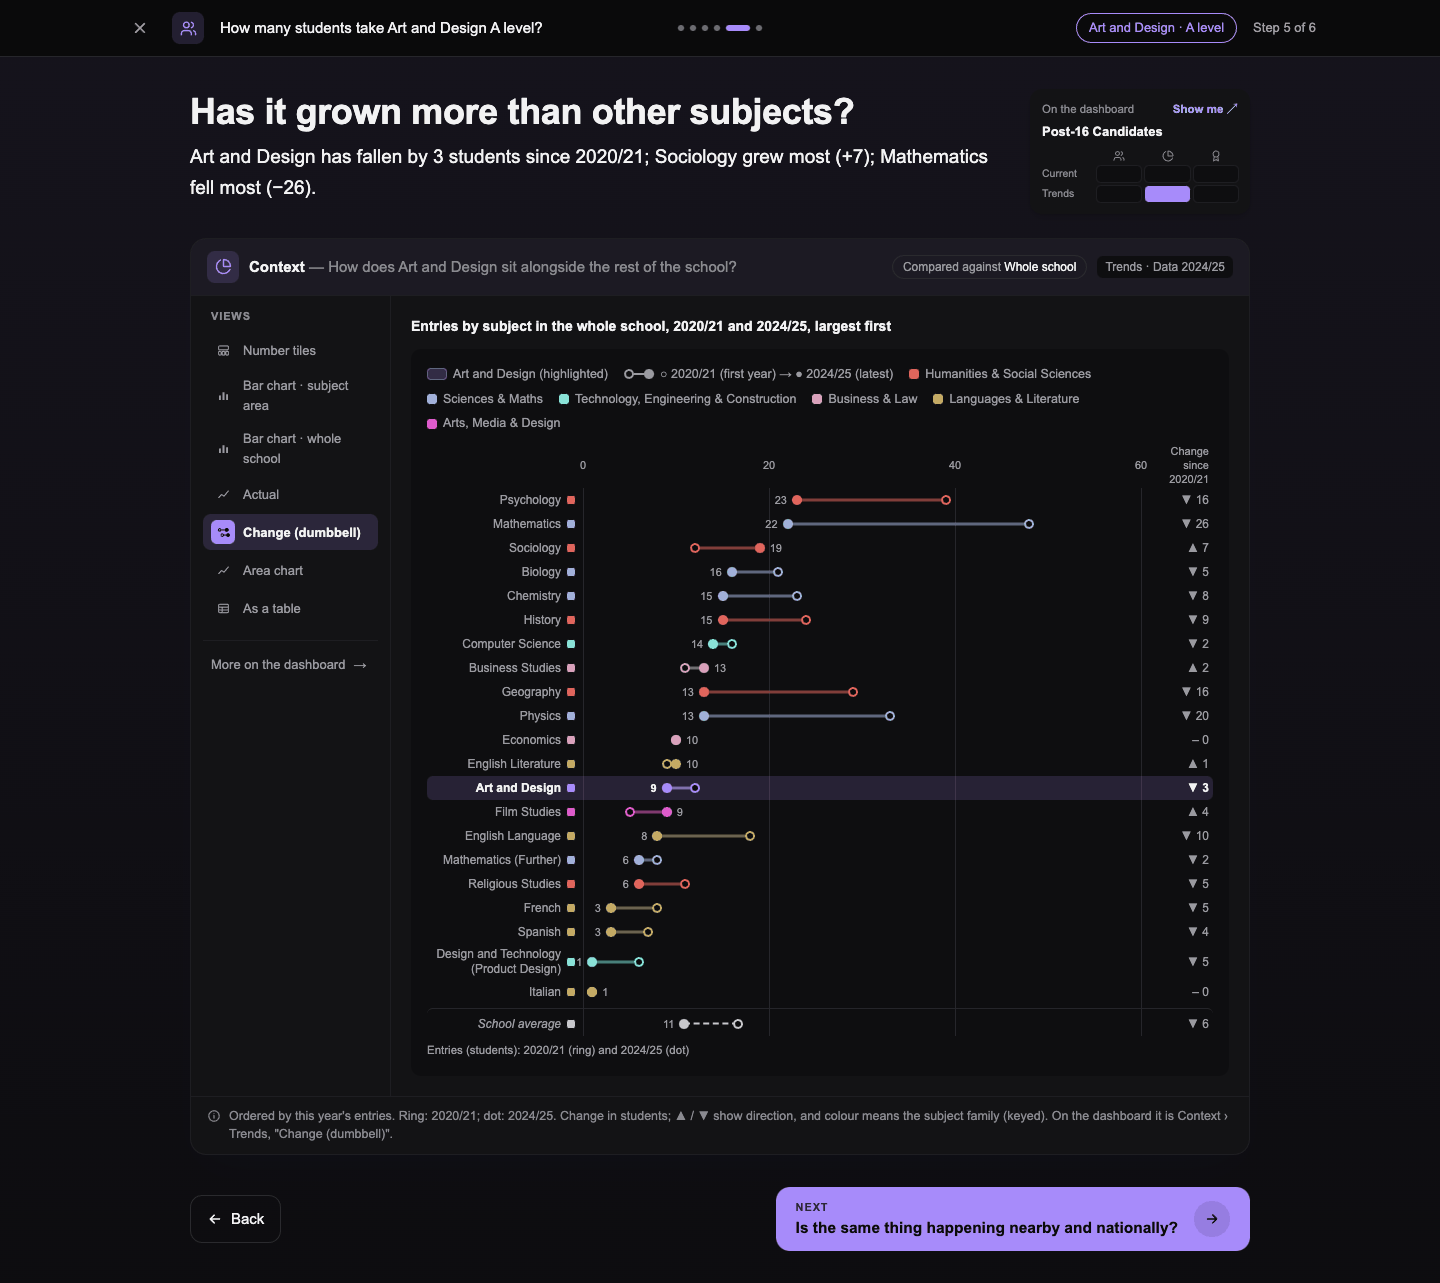 How many students take Art and Design A level?
Art and Design · A level
Step 5 of 6
Has it grown more than other subjects?
Art and Design has fallen by 3 students since 2020/21; Sociology grew most (+7); Mathematics
fell most (−26).
On the dashboard
Show me ↗
Post-16 Candidates
Current
Trends
Context — How does Art and Design sit alongside the rest of the school?
Compared against Whole school
Trends · Data 2024/25
VIEWS
Number tiles
Bar chart · subject
area
Bar chart · whole
school
Actual
Change (dumbbell)
Area chart
As a table
More on the dashboard →
Entries by subject in the whole school, 2020/21 and 2024/25, largest first
Art and Design (highlighted)
○ 2020/21 (first year) → ● 2024/25 (latest)
Humanities & Social Sciences
Sciences & Maths
Technology, Engineering & Construction
Business & Law
Languages & Literature
Arts, Media & Design
0 20 40 60
Change
since
2020/21
Psychology 23 ▼ 16
Mathematics 22 ▼ 26
Sociology 19 ▲ 7
Biology 16 ▼ 5
Chemistry 15 ▼ 8
History 15 ▼ 9
Computer Science 14 ▼ 2
Business Studies 13 ▲ 2
Geography 13 ▼ 16
Physics 13 ▼ 20
Economics 10 – 0
English Literature 10 ▲ 1
Art and Design 9 ▼ 3
Film Studies 9 ▲ 4
English Language 8 ▼ 10
Mathematics (Further) 6 ▼ 2
Religious Studies 6 ▼ 5
French 3 ▼ 5
Spanish 3 ▼ 4
Design and Technology
(Product Design) 1 ▼ 5
Italian 1 – 0
School average 11 ▼ 6
Entries (students): 2020/21 (ring) and 2024/25 (dot)
Ordered by this year's entries. Ring: 2020/21; dot: 2024/25. Change in students; ▲ / ▼ show direction, and colour means the subject family (keyed). On the dashboard it is Context ›
Trends, "Change (dumbbell)".
← Back
NEXT
Is the same thing happening nearby and nationally?